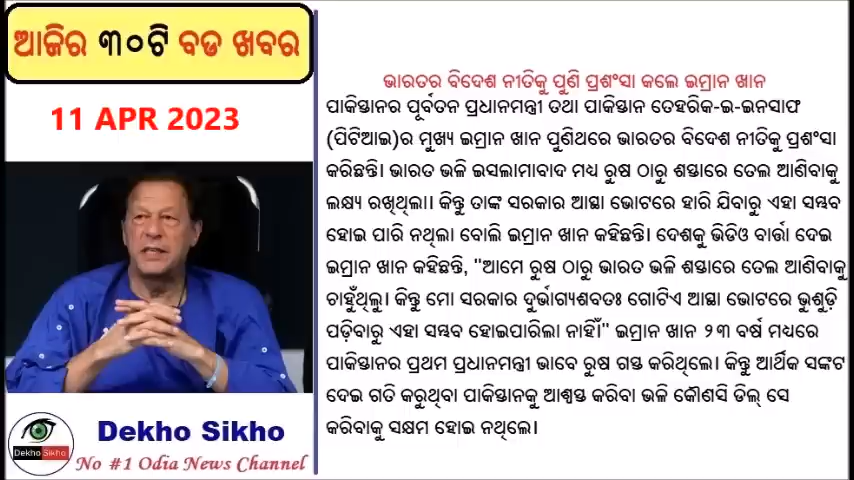 ଆଜିର ୩୦ଟି ବଡ ଖବର
11 APR 2023
ଭାରତର ବିଦେଶ ନୀତିକୁ ପୁଣି ପ୍ରଶଂସା କଲେ ଇମ୍ରାନ ଖାନ
ପାକିସ୍ତାନର ପୂର୍ବତନ ପ୍ରଧାନମନ୍ତ୍ରୀ ତଥା ପାକିସ୍ତାନ ତେହରିକ-ଇ-ଇନସାଫ
(ପିଟିଆଇ)ର ମୁଖ୍ୟ ଇମ୍ରାନ ଖାନ ପୁଣିଥରେ ଭାରତର ବିଦେଶ ନୀତିକୁ ପ୍ରଶଂସା
କରିଛନ୍ତି। ଭାରତ ଭଳି ଇସଲାମାବାଦ ମଧ୍ୟ ରୁଷ ଠାରୁ ଶସ୍ତାରେ ତେଲ ଆଣିବାକୁ
ଲକ୍ଷ୍ୟ ରଖିଥିଲା। କିନ୍ତୁ ତାଙ୍କ ସରକାର ଆସ୍ଥା ଭୋଟରେ ହାରି ଯିବାରୁ ଏହା ସମ୍ଭବ
ହୋଇ ପାରି ନଥିଲା ବୋଲି ଇମ୍ରାନ ଖାନ କହିଛନ୍ତି। ଦେଶକୁ ଭିଡିଓ ବାର୍ତ୍ତା ଦେଇ
ଇମ୍ରାନ ଖାନ କହିଛନ୍ତି, "ଆମେ ରୁଷ ଠାରୁ ଭାରତ ଭଳି ଶସ୍ତାରେ ତେଲ ଆଣିବାକୁ
ଚାହୁଁଥିଲୁ। କିନ୍ତୁ ମୋ ସରକାର ଦୁର୍ଭାଗ୍ୟଶବତଃ ଗୋଟିଏ ଆସ୍ଥା ଭୋଟରେ ଭୁଶୁଡ଼ି
ପଡ଼ିବାରୁ ଏହା ସମ୍ଭବ ହୋଇପାରିଲା ନାହିଁ।" ଇମ୍ରାନ ଖାନ ୨୩ ବର୍ଷ ମଧ୍ୟରେ
ପାକିସ୍ତାନର ପ୍ରଥମ ପ୍ରଧାନମନ୍ତ୍ରୀ ଭାବେ ରୁଷ ଗସ୍ତ କରିଥିଲେ। କିନ୍ତୁ ଆର୍ଥିକ ସଙ୍କଟ
ଦେଇ ଗତି କରୁଥିବା ପାକିସ୍ତାନକୁ ଆଶ୍ୱସ୍ତ କରିବା ଭଳି କୌଣସି ଡିଲ୍ ସେ
କରିବାକୁ ସକ୍ଷମ ହୋଇ ନଥିଲେ।
Dekho Sikho
Dekho Sikho
No #1 Odia News Channel